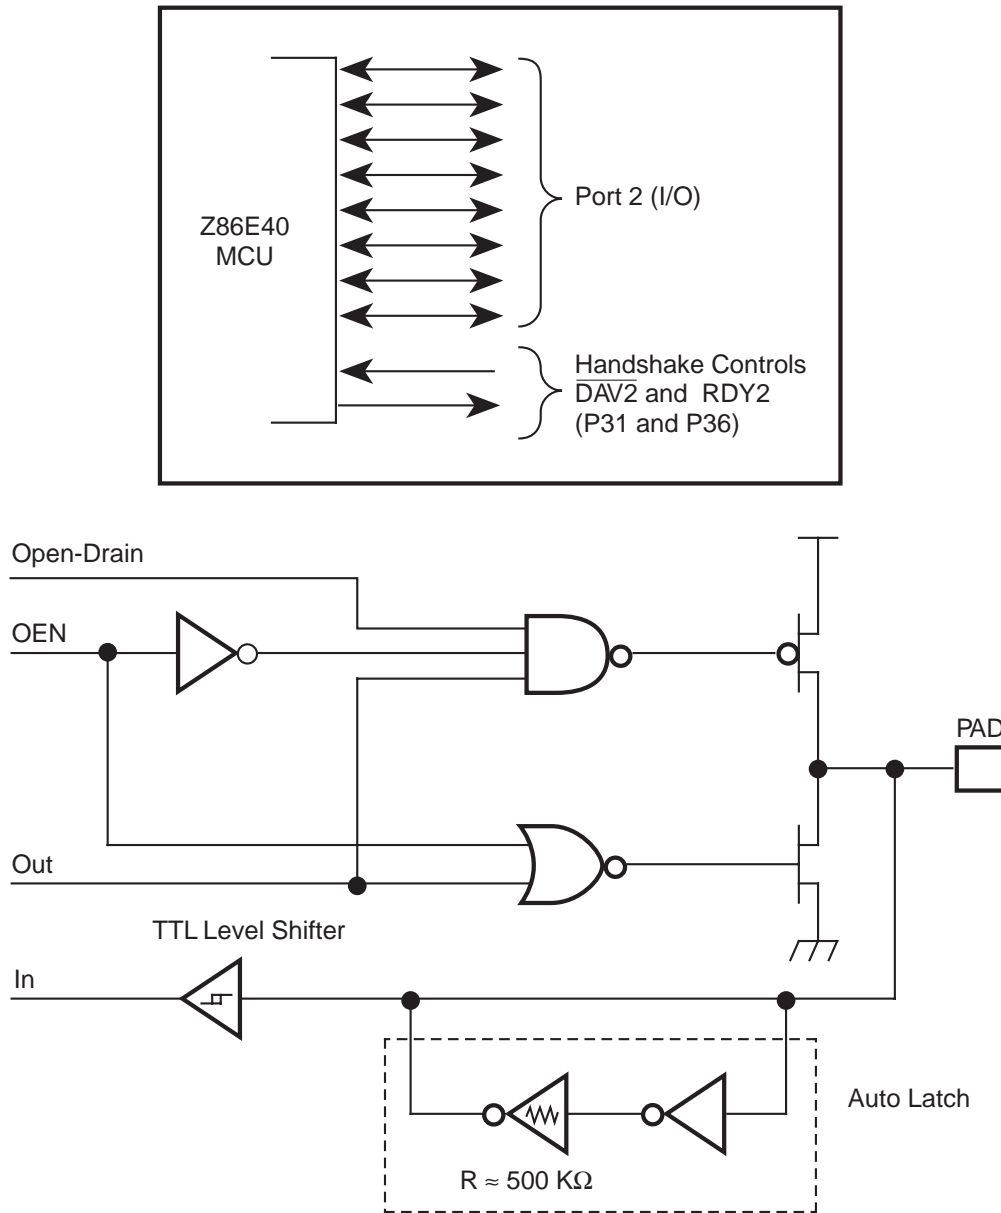 Z86E40
MCU
Port 2 (I/O)
Handshake Controls
D̅A̅V̅2̅ and RDY2
(P31 and P36)
Open-Drain
OEN
PAD
Out
TTL Level Shifter
In
Auto Latch
R ≈ 500 KΩ